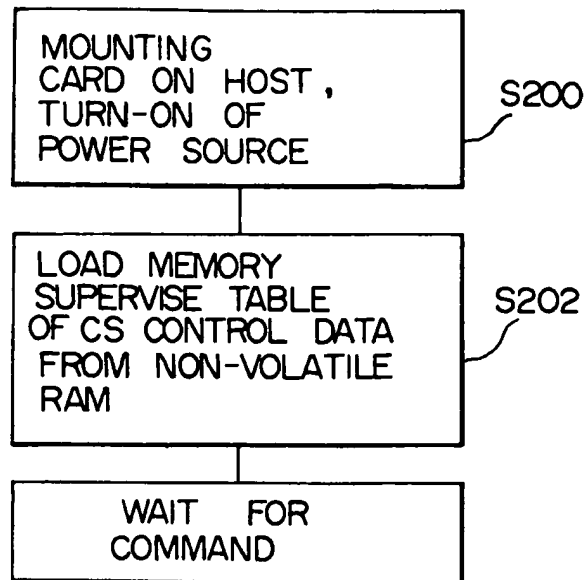 MOUNTING
CARD ON HOST,
TURN-ON OF
POWER SOURCE
S200
LOAD MEMORY
SUPERVISE TABLE
OF CS CONTROL DATA
FROM NON-VOLATILE
RAM
S202
WAIT FOR
COMMAND